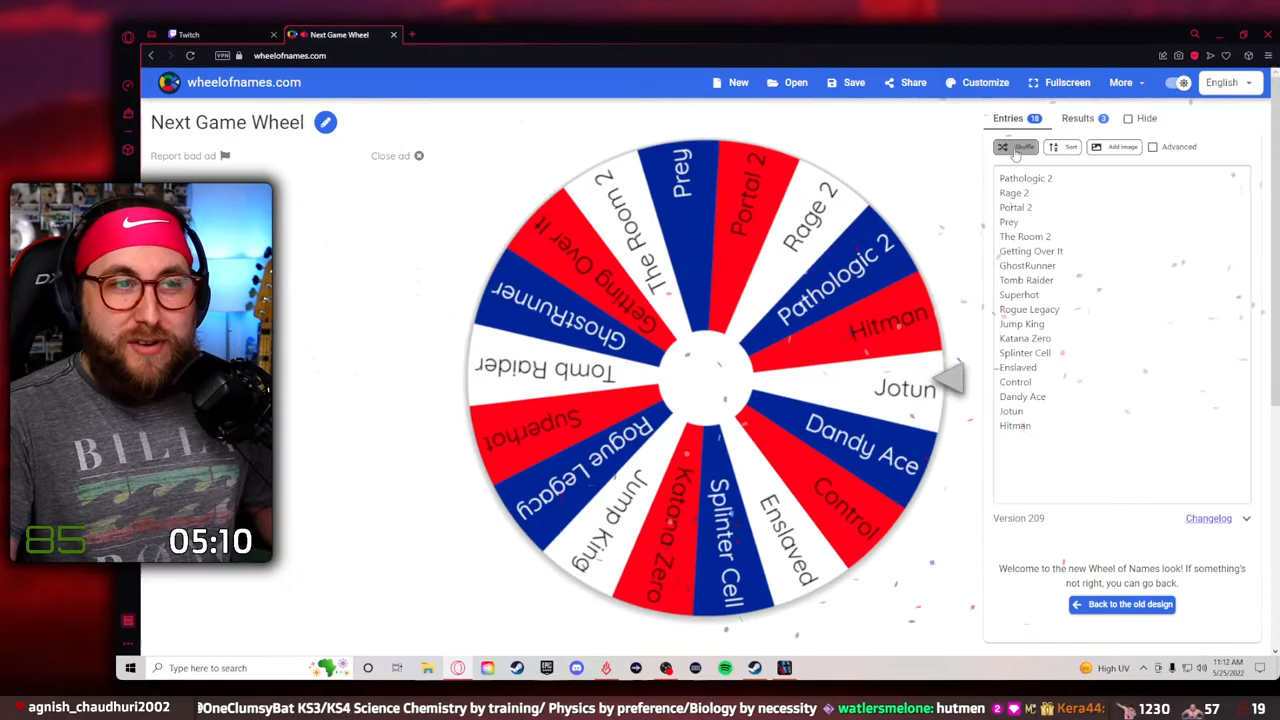 Twitch
Next Game Wheel
VPN
wheelofnames.com
wheelofnames.com
New
Open
Save
Share
Customize
Fullscreen
More
English
Next Game Wheel
Report bad ad
Close ad
Entries 18
Results 3
Hide
Shuffle
Sort
Add image
Advanced
Pathologic 2
Rage 2
Portal 2
Prey
The Room 2
Getting Over It
GhostRunner
Tomb Raider
Superhot
Rogue Legacy
Jump King
Katana Zero
Splinter Cell
Enslaved
Control
Dandy Ace
Jotun
Hitman
Prey
Portal 2
Rage 2
Pathologic 2
Hitman
Jotun
Dandy Ace
Control
Enslaved
Splinter Cell
Katana Zero
Jump King
Rogue Legacy
Superhot
Tomb Raider
GhostRunner
Getting Over It
The Room 2
Version 209
Changelog
Welcome to the new Wheel of Names look! If something's
not right, you can go back.
Back to the old design
DX
BILL
85
05:10
Type here to search
EPIC
High UV
11:12 AM
5/25/2022
agnish_chaudhuri2002
@OneClumsyBat KS3/KS4 Science Chemistry by training/ Physics by preference/Biology by necessity
watlersmelone: hutmen
2
Kera44:
1230
57
19